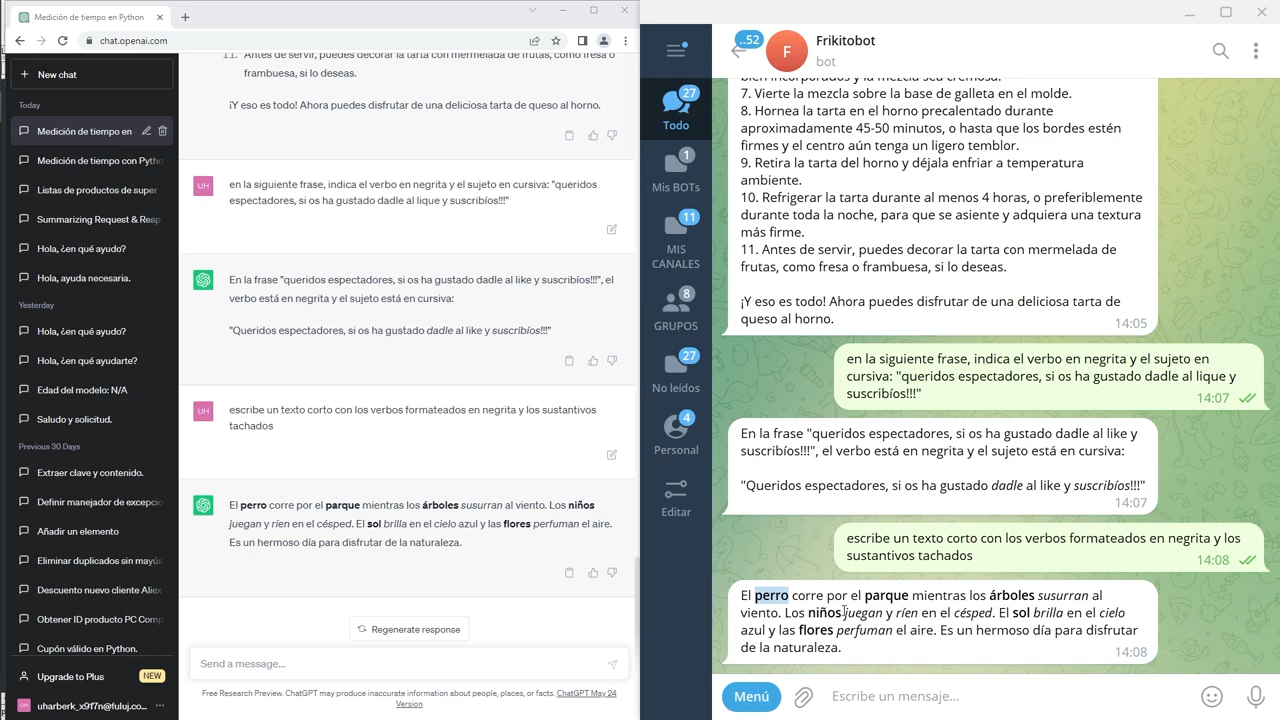 Medición de tiempo en Python
chat.openai.com
New chat
Today
Medición de tiempo en
Medición de tiempo con Pytho
Listas de productos de super
Summarizing Request & Resp
Hola, ¿en qué ayudo?
Hola, ayuda necesaria.
Yesterday
Hola, ¿en qué ayudo?
Hola, ¿en qué ayudarte?
Edad del modelo: N/A
Saludo y solicitud.
Previous 30 Days
Extraer clave y contenido.
Definir manejador de excepcio
Añadir un elemento
Eliminar duplicados sin mayús
Descuento nuevo cliente Aliex
Obtener ID producto PC Comp
Cupón válido en Python.
Upgrade to Plus NEW
uharberk_x9f7n@fuluj.co...
11. Antes de servir, puedes decorar la tarta con mermelada de frutas, como fresa o
frambuesa, si lo deseas.
¡Y eso es todo! Ahora puedes disfrutar de una deliciosa tarta de queso al horno.
UH
en la siguiente frase, indica el verbo en negrita y el sujeto en cursiva: "queridos
espectadores, si os ha gustado dadle al lique y suscribíos!!!"
En la frase "queridos espectadores, si os ha gustado dadle al like y suscribíos!!!", el
verbo está en negrita y el sujeto está en cursiva:
"Queridos espectadores, si os ha gustado dadle al like y suscribíos!!!"
UH
escribe un texto corto con los verbos formateados en negrita y los sustantivos
tachados
El perro corre por el parque mientras los árboles susurran al viento. Los niños
juegan y ríen en el césped. El sol brilla en el cielo azul y las flores perfuman el aire.
Es un hermoso día para disfrutar de la naturaleza.
Regenerate response
Send a message...
Free Research Preview. ChatGPT may produce inaccurate information about people, places, or facts. ChatGPT May 24
Version
..52
F
Frikitobot
bot
27
Todo
1
Mis BOTs
11
MIS
CANALES
8
GRUPOS
27
No leídos
4
Personal
Editar
bien incorporados y la mezcla sea cremosa.
7. Vierte la mezcla sobre la base de galleta en el molde.
8. Hornea la tarta en el horno precalentado durante
aproximadamente 45-50 minutos, o hasta que los bordes estén
firmes y el centro aún tenga un ligero temblor.
9. Retira la tarta del horno y déjala enfriar a temperatura
ambiente.
10. Refrigerar la tarta durante al menos 4 horas, o preferiblemente
durante toda la noche, para que se asiente y adquiera una textura
más firme.
11. Antes de servir, puedes decorar la tarta con mermelada de
frutas, como fresa o frambuesa, si lo deseas.
¡Y eso es todo! Ahora puedes disfrutar de una deliciosa tarta de
queso al horno.
14:05
en la siguiente frase, indica el verbo en negrita y el sujeto en
cursiva: "queridos espectadores, si os ha gustado dadle al lique y
suscribíos!!!"
14:07
En la frase "queridos espectadores, si os ha gustado dadle al like y
suscribíos!!!", el verbo está en negrita y el sujeto está en cursiva:
"Queridos espectadores, si os ha gustado dadle al like y suscribíos!!!"
14:07
escribe un texto corto con los verbos formateados en negrita y los
sustantivos tachados
14:08
El perro corre por el parque mientras los árboles susurran al
viento. Los niños juegan y ríen en el césped. El sol brilla en el cielo
azul y las flores perfuman el aire. Es un hermoso día para disfrutar
de la naturaleza.
14:08
Menú
Escribe un mensaje...